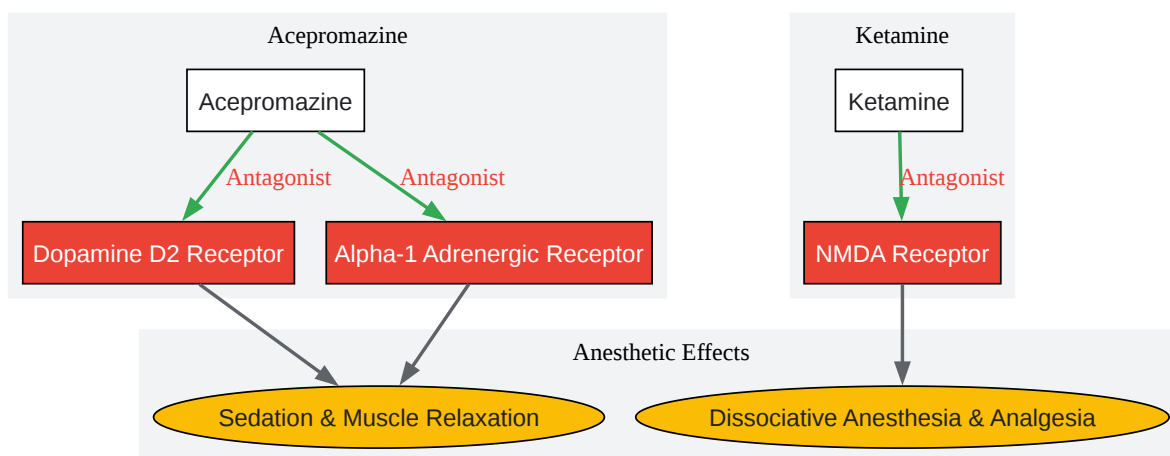 Acepromazine
Ketamine
Acepromazine
Ketamine
Antagonist
Antagonist
Antagonist
Dopamine D2 Receptor
Alpha-1 Adrenergic Receptor
NMDA Receptor
Anesthetic Effects
Sedation & Muscle Relaxation
Dissociative Anesthesia & Analgesia